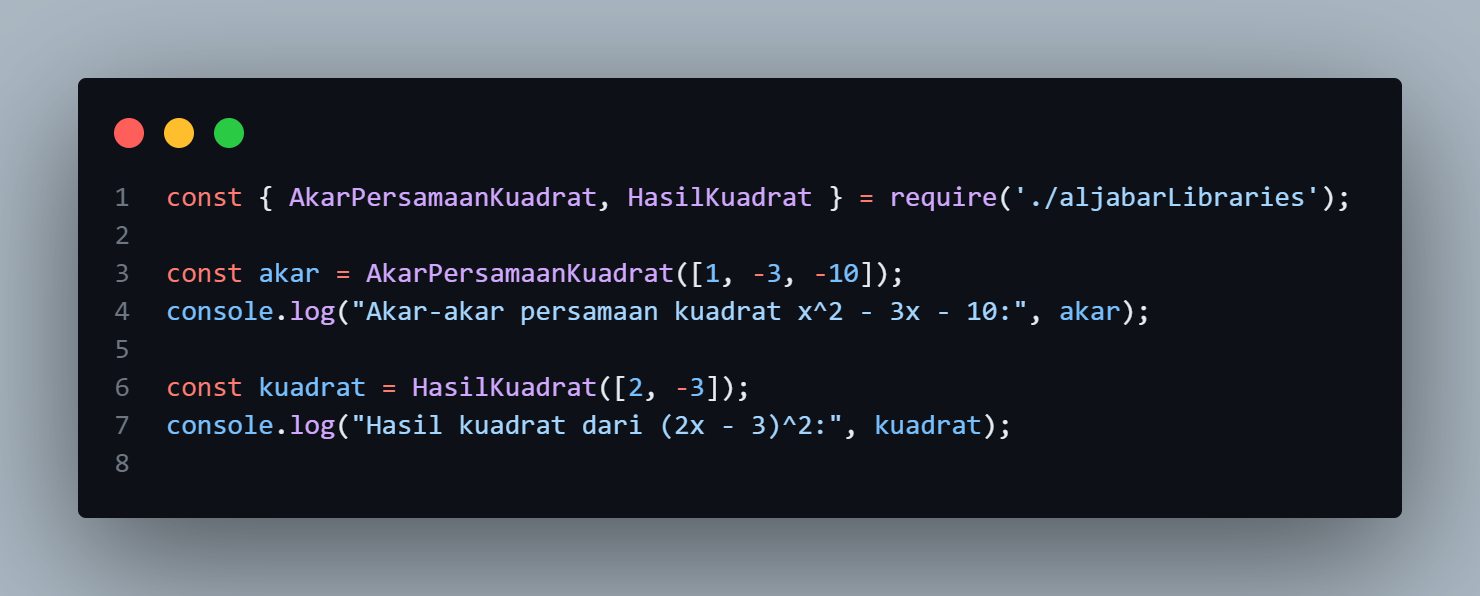 1 const { AkarPersamaanKuadrat, HasilKuadrat } = require('./aljabarLibraries');
2
3 const akar = AkarPersamaanKuadrat([1, -3, -10]);
4 console.log("Akar-akar persamaan kuadrat x^2 - 3x - 10:", akar);
5
6 const kuadrat = HasilKuadrat([2, -3]);
7 console.log("Hasil kuadrat dari (2x - 3)^2:", kuadrat);
8